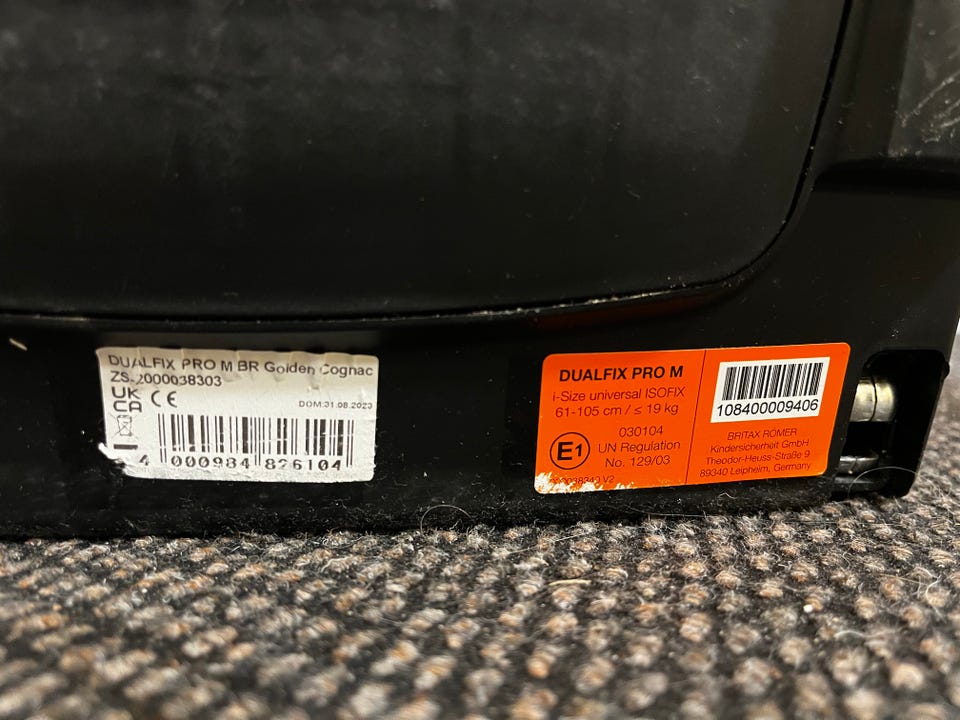 DUALFIX PRO M BR Golden Cognac
ZS-2000038303
UK
CA
CE
DOM:31.08.2023
4 000984 826104
DUALFIX PRO M
i-Size universal ISOFIX
61-105 cm / ≤ 19 kg
030104
E1
UN Regulation
No. 129/03
V2
108400009406
BRITAX RÖMER
Kindersicherheit GmbH
Theodor-Heuss-Straße 9
89340 Leipheim, Germany